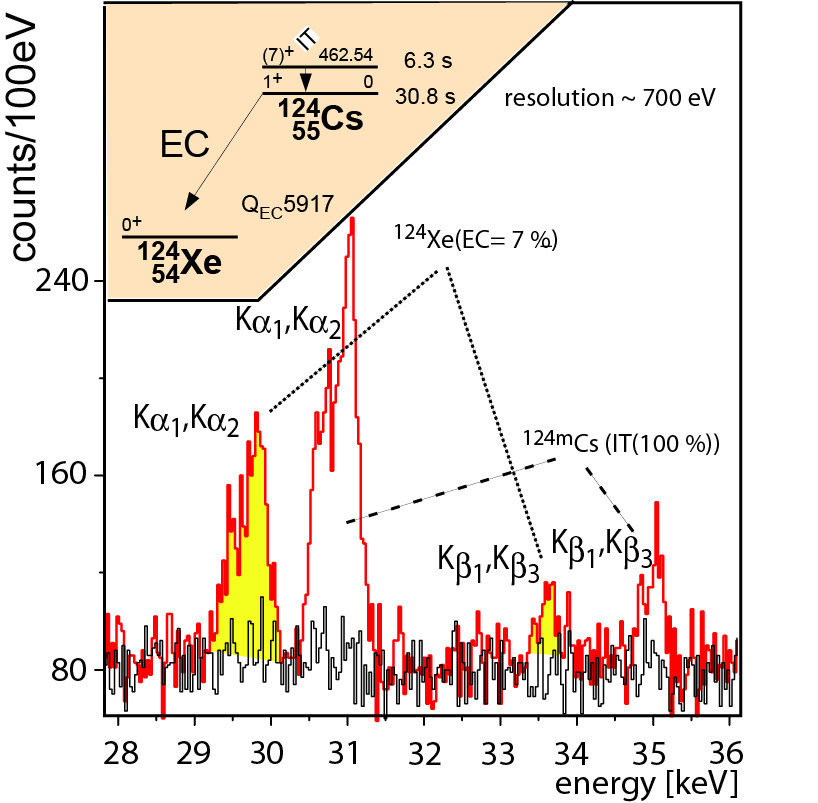 counts/100eV
IT
(7)+ 462.54 6.3 s
1+ 0 30.8 s
124
55Cs
EC
QEC5917
0+
124
54Xe
resolution ~ 700 eV
124Xe(EC= 7 %)
Kα1,Kα2
Kα1,Kα2
124mCs (IT(100 %))
Kβ1,Kβ3
Kβ1,Kβ3
240
160
80
28 29 30 31 32 33 34 35 36
energy [keV]